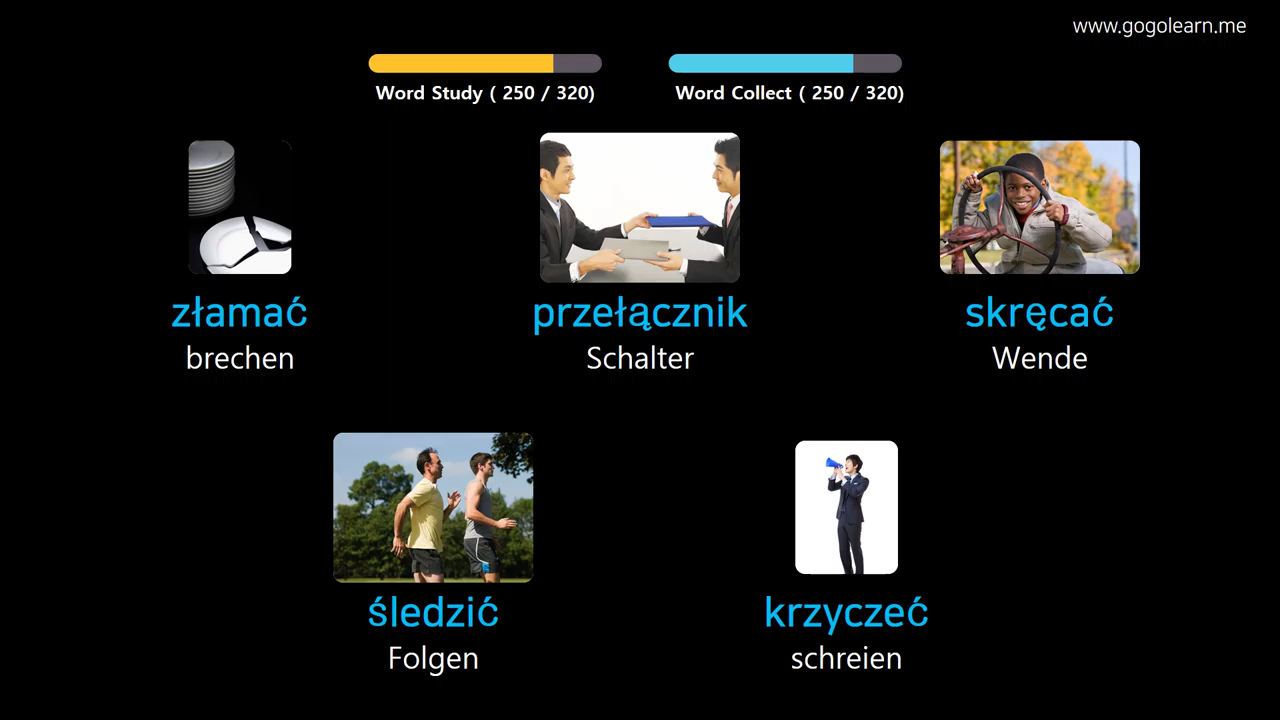 www.gogolearn.me
Word Study ( 250 / 320)
Word Collect ( 250 / 320)
złamać
brechen
przełącznik
Schalter
skręcać
Wende
śledzić
Folgen
krzyczeć
schreien